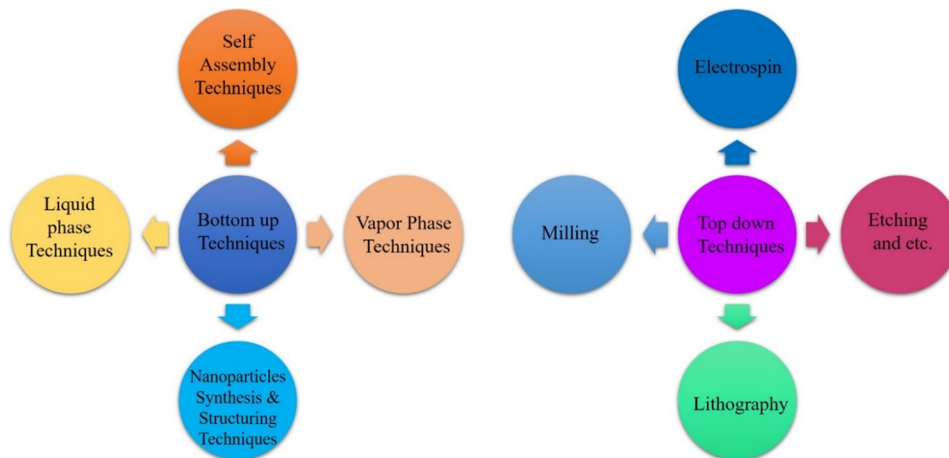 Self
Assembly
Techniques
Liquid
phase
Techniques
Bottom up
Techniques
Vapor Phase
Techniques
Nanoparticles
Synthesis &
Structuring
Techniques
Electrospin
Milling
Top down
Techniques
Etching
and etc.
Lithography